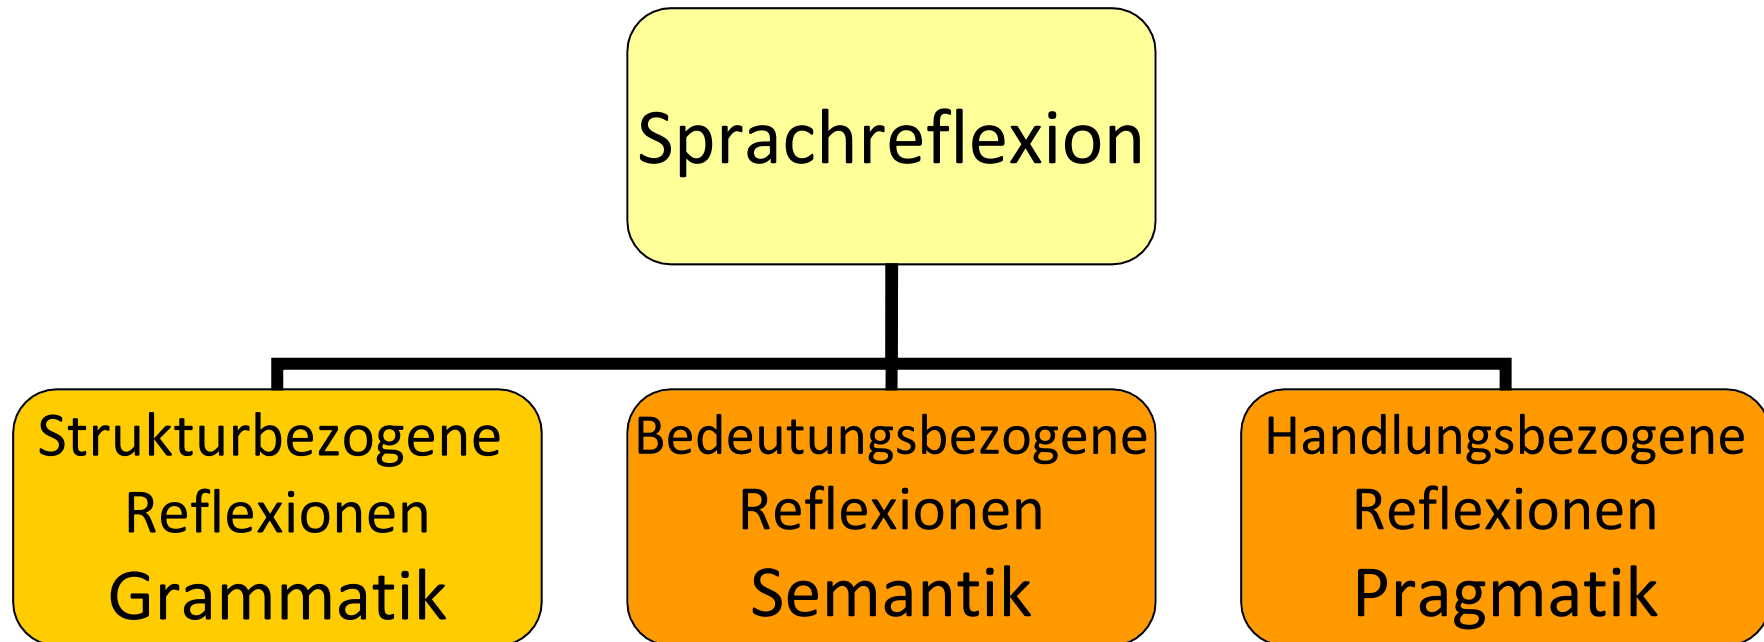 Sprachreflexion
Strukturbezogene
Reflexionen
Grammatik
Bedeutungsbezogene
Reflexionen
Semantik
Handlungsbezogene
Reflexionen
Pragmatik